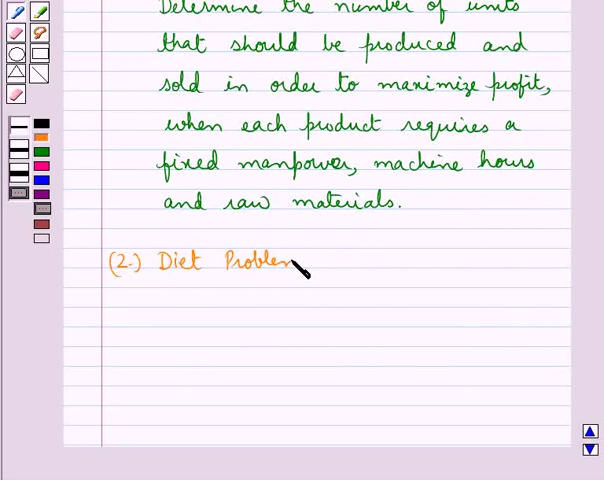 Determine the number of units
that should be produced and
sold in order to maximize profit,
when each product requires a
fixed manpower, machine hours
and raw materials.
(2.) Diet Problem